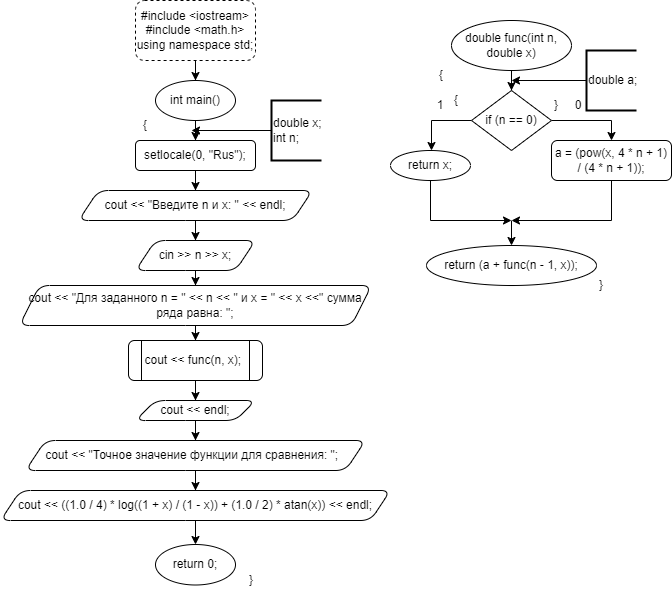 #include <iostream>
#include <math.h>
using namespace std;
int main()
{
double x;
int n;
setlocale(0, "Rus");
cout << "Введите n и x: " << endl;
cin >> n >> x;
cout << "Для заданного n = " << n << " и x = " << x <<" сумма
ряда равна: ";
cout << func(n, x);
cout << endl;
cout << "Точное значение функции для сравнения: ";
cout << ((1.0 / 4) * log((1 + x) / (1 - x)) + (1.0 / 2) * atan(x)) << endl;
return 0;
}
double func(int n,
double x)
{
double a;
1
{
if (n == 0)
}
0
return x;
a = (pow(x, 4 * n + 1)
/ (4 * n + 1));
return (a + func(n - 1, x));
}